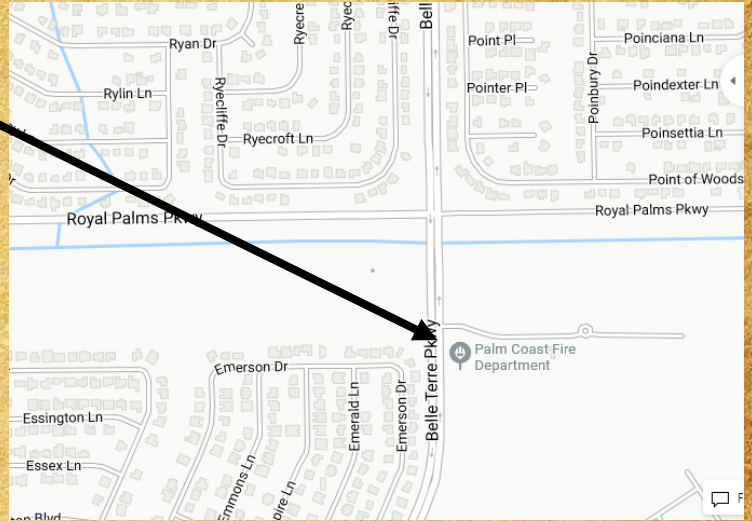 Ryan Dr
Rylin Ln
Ryecliffe Dr
Ryecroft Ln
Belle
Point Pl
Pointer Pl
Poinciana Ln
Poinbury Dr
Poindexter Ln
Poinsettia Ln
Point of Woods
Royal Palms Pkwy
Royal Palms Pkwy
Belle Terre Pkwy
Palm Coast Fire
Department
Emerson Dr
Emerald Ln
Emerson Dr
Essington Ln
Essex Ln